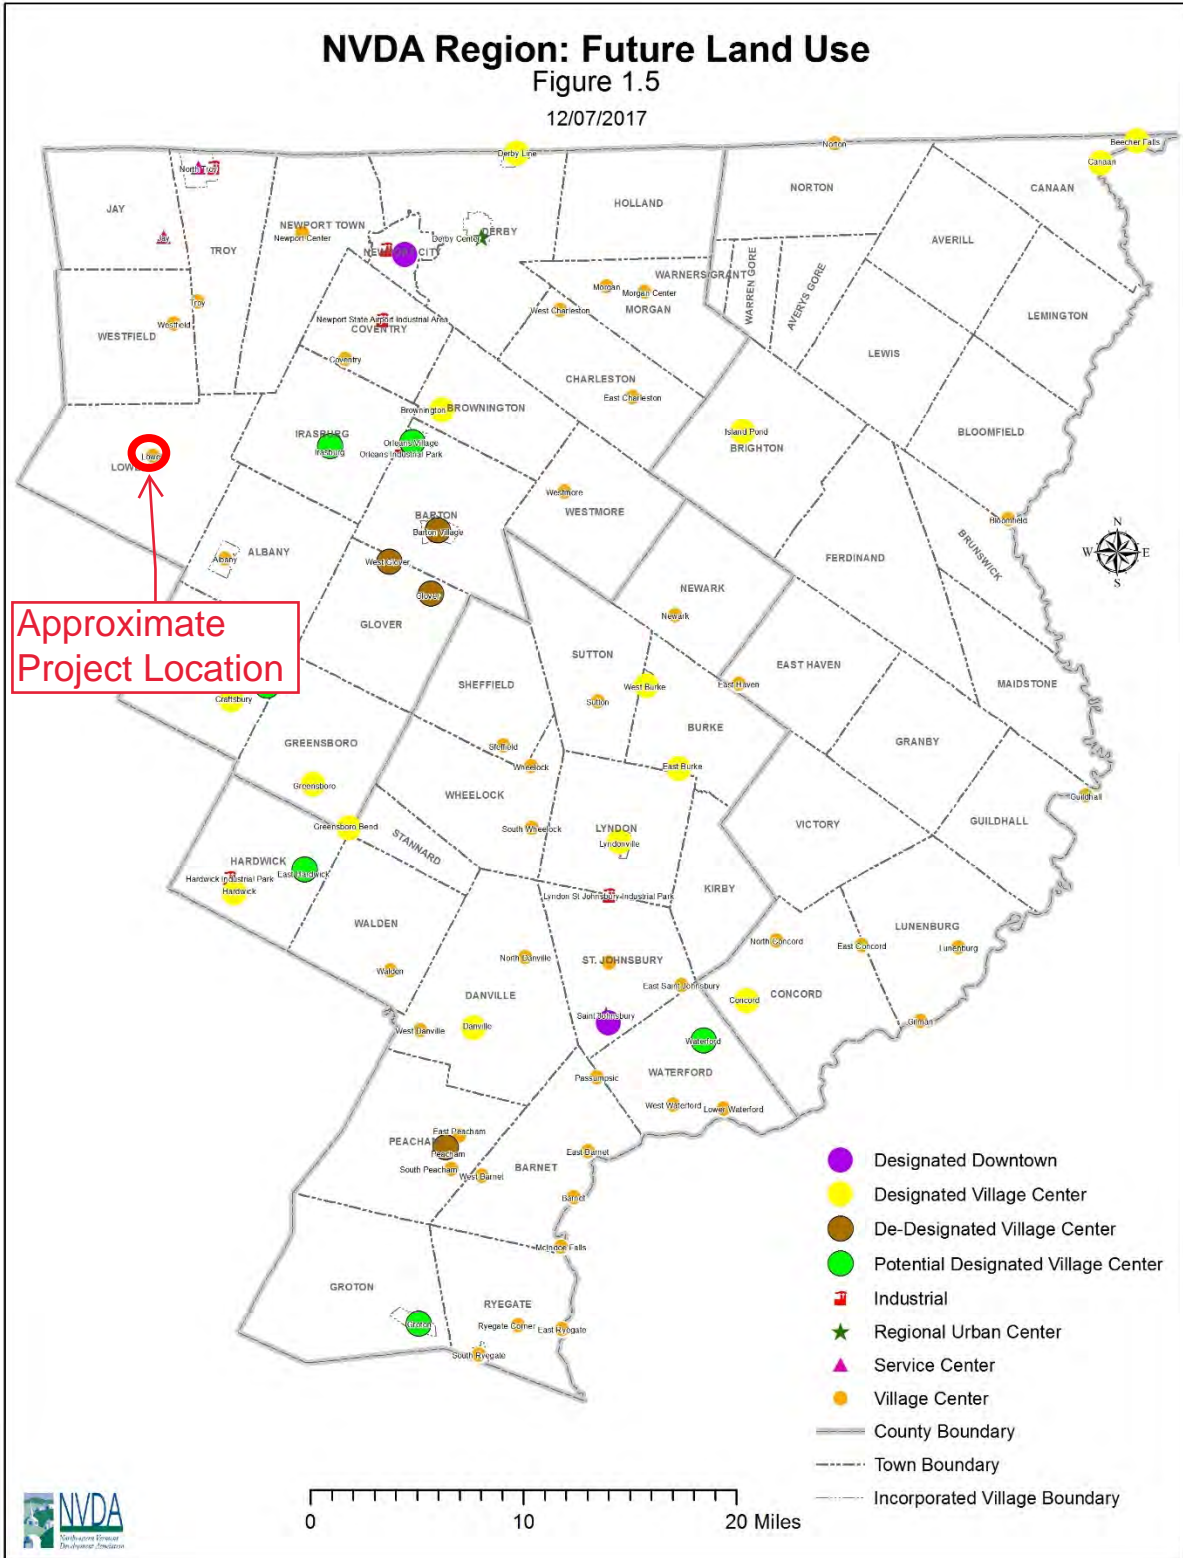 NVDA Region: Future Land Use
Figure 1.5
12/07/2017
Derby Line
Norton
Beecher Falls
Canaan
North Troy
JAY
Jay
TROY
NEWPORT TOWN
Newport Center
Derby Center
DERBY
NEWPORT CITY
HOLLAND
NORTON
CANAAN
AVERILL
WARNERS GRANT
WARREN GORE
AVERYS GORE
Morgan
Morgan Center
MORGAN
West Charleston
LEMINGTON
Troy
Westfield
WESTFIELD
Newport State Airport Industrial Area
COVENTRY
Coventry
LEWIS
CHARLESTON
East Charleston
Brownington
BROWNINGTON
Island Pond
BRIGHTON
BLOOMFIELD
IRASBURG
Irasburg
Orleans Village
Orleans Industrial Park
Westmore
WESTMORE
Bloomfield
BRUNSWICK
BARTON
Barton Village
ALBANY
Albany
West Glover
Glover
GLOVER
FERDINAND
N
W
E
S
NEWARK
Newark
Approximate
Project Location
SUTTON
Sutton
West Burke
East Haven
EAST HAVEN
MAIDSTONE
SHEFFIELD
Craftsbury
BURKE
GRANBY
GREENSBORO
Sheffield
Wheelock
East Burke
Greensboro
WHEELOCK
Guildhall
GUILDHALL
Greensboro Bend
STANNARD
South Wheelock
LYNDON
Lyndonville
VICTORY
HARDWICK
East Hardwick
Hardwick Industrial Park
Hardwick
Lyndon St Johnsbury Industrial Park
KIRBY
WALDEN
Walden
North Danville
ST. JOHNSBURY
North Concord
East Concord
LUNENBURG
Lunenburg
DANVILLE
East Saint Johnsbury
Concord
CONCORD
West Danville
Danville
Saint Johnsbury
Gilman
Waterford
Passumpsic
WATERFORD
West Waterford
Lower Waterford
East Peacham
PEACHAM
Peacham
South Peacham
West Barnet
BARNET
East Barnet
Barnet
McIndoe Falls
GROTON
Groton
RYEGATE
Ryegate Corner
East Ryegate
South Ryegate
Designated Downtown
Designated Village Center
De-Designated Village Center
Potential Designated Village Center
Industrial
Regional Urban Center
Service Center
Village Center
County Boundary
Town Boundary
Incorporated Village Boundary
0
10
20 Miles
NVDA
Northeastern Vermont
Development Association